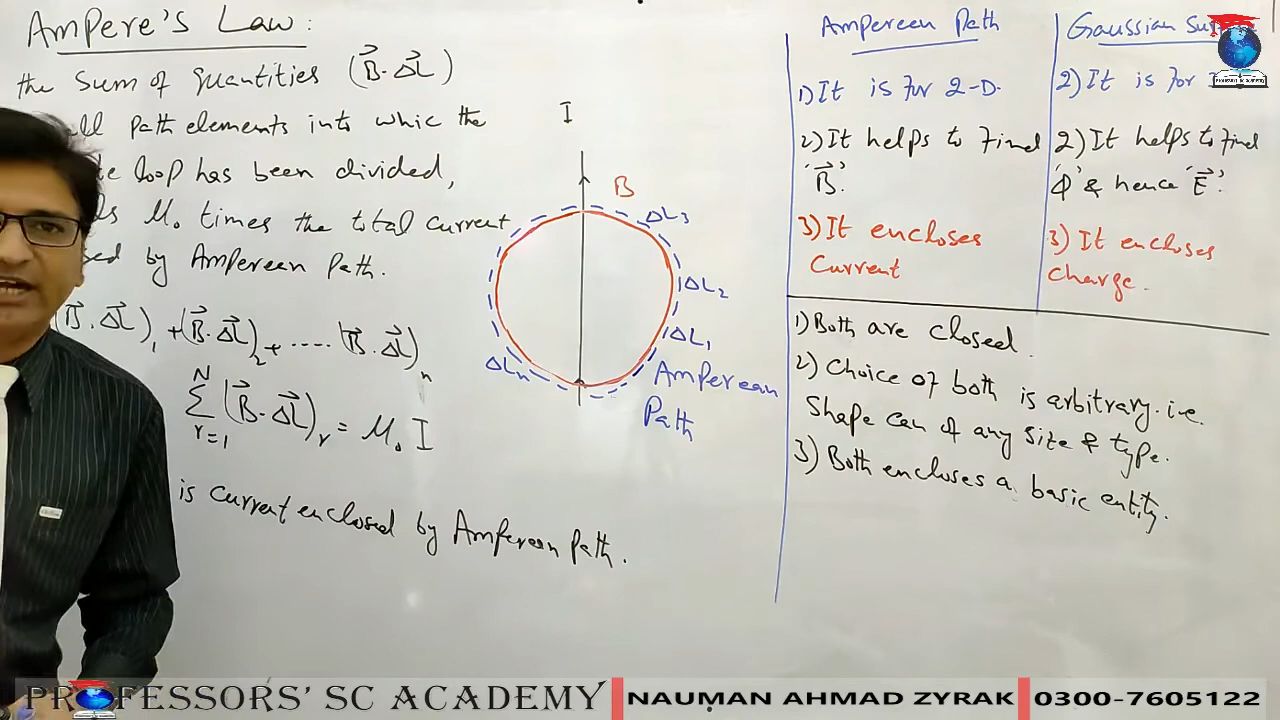 Ampere's Law:
the sum of quantities (B⃗.ΔL⃗)
all path elements into whic the
loop has been divided,
M₀ times the total current
by Amperean Path.
(B⃗.ΔL⃗)₁ + (B⃗.ΔL⃗)₂ + .... (B⃗.ΔL⃗)ₙ
N
Σ (B⃗.ΔL⃗)ᵣ = M₀ I
r=1
is current enclosed by Amperean Path.
I
B
ΔL₃
ΔL₂
ΔL₁
ΔLₙ
Amperean
Path
Ampereen Path
1) It is for 2-D.
2) It helps to find
'B⃗'.
3) It encloses
Current
Gaussian
2) It is for
2) It helps to find
'Φ' & hence 'E⃗'.
3) It encloses
Charge.
1) Both are closed.
2) Choice of both is arbitrary. i.e.
Shape can of any size & type.
3) Both encloses a basic entity.
PROFESSORS' SC ACADEMY
NAUMAN AHMAD ZYRAK
0300-7605122